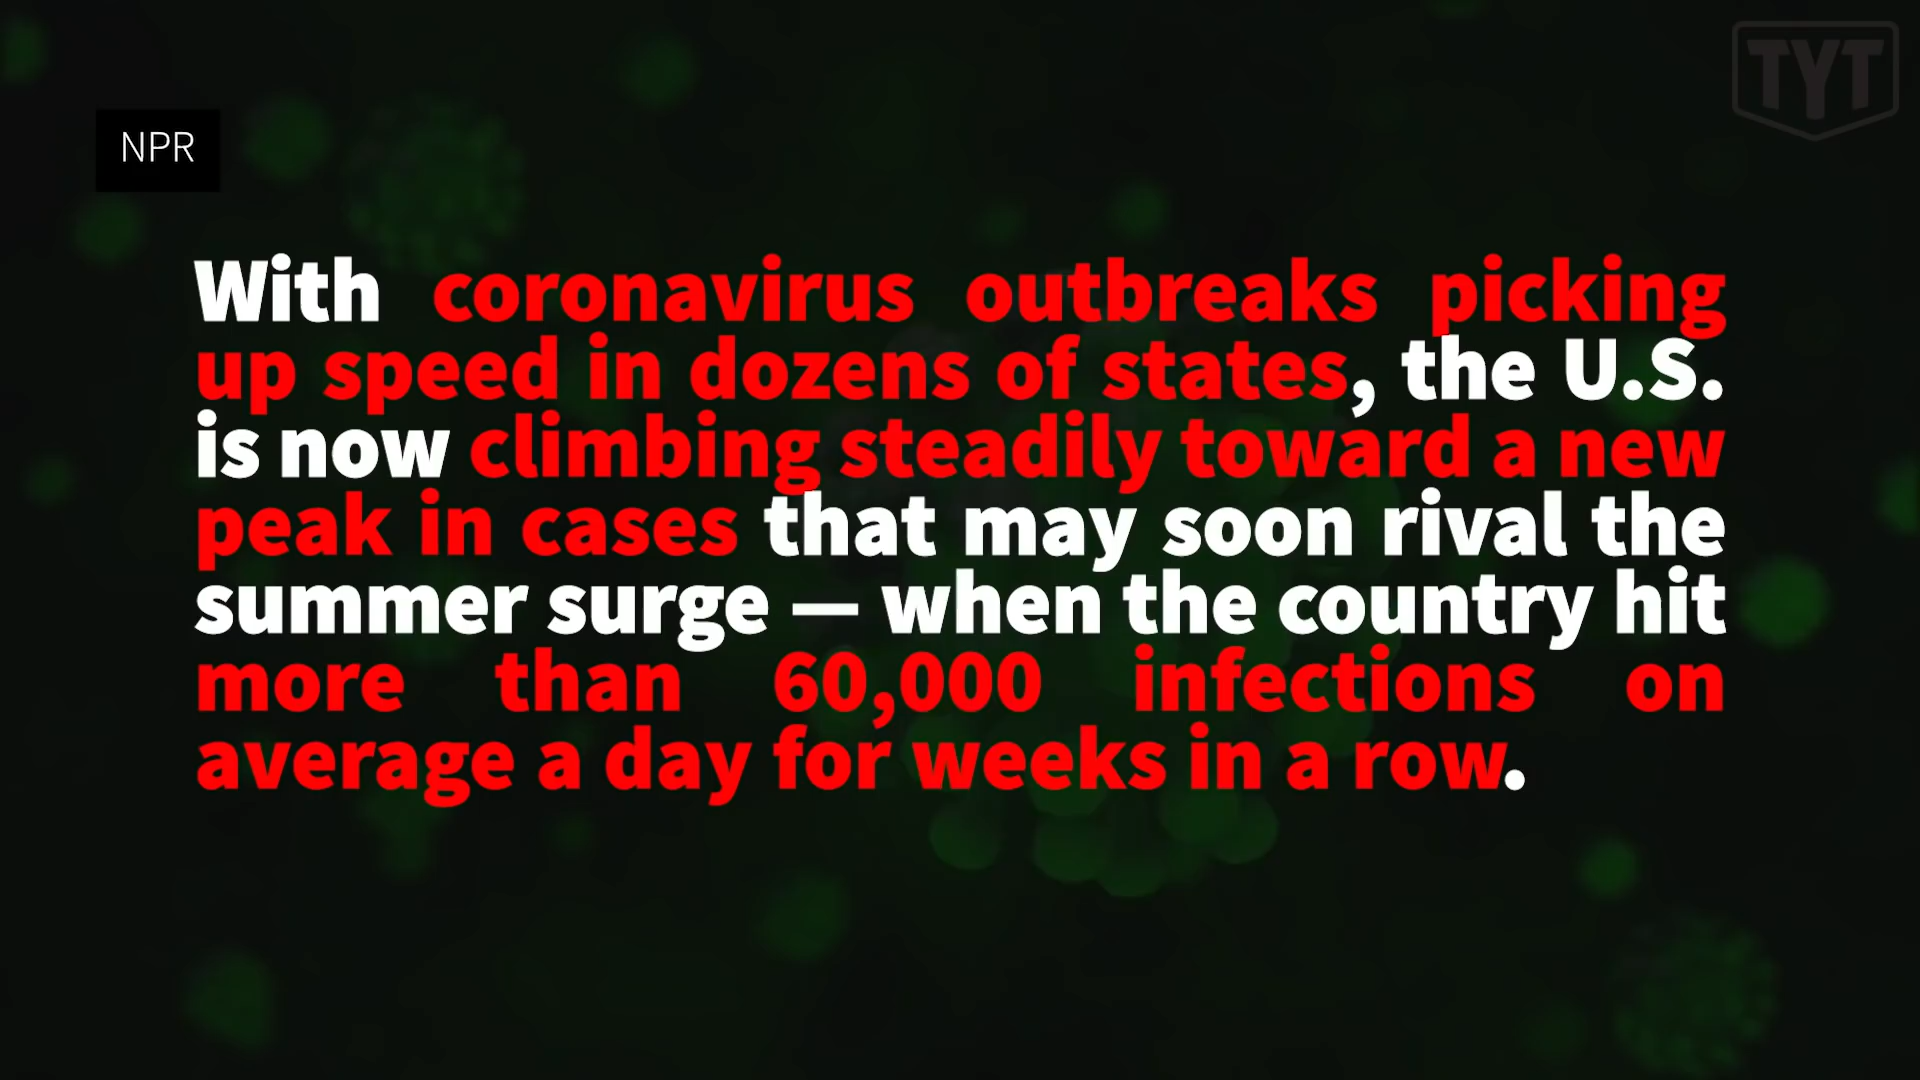 TYT
NPR
With coronavirus outbreaks picking
up speed in dozens of states, the U.S.
is now climbing steadily toward a new
peak in cases that may soon rival the
summer surge — when the country hit
more than 60,000 infections on
average a day for weeks in a row.